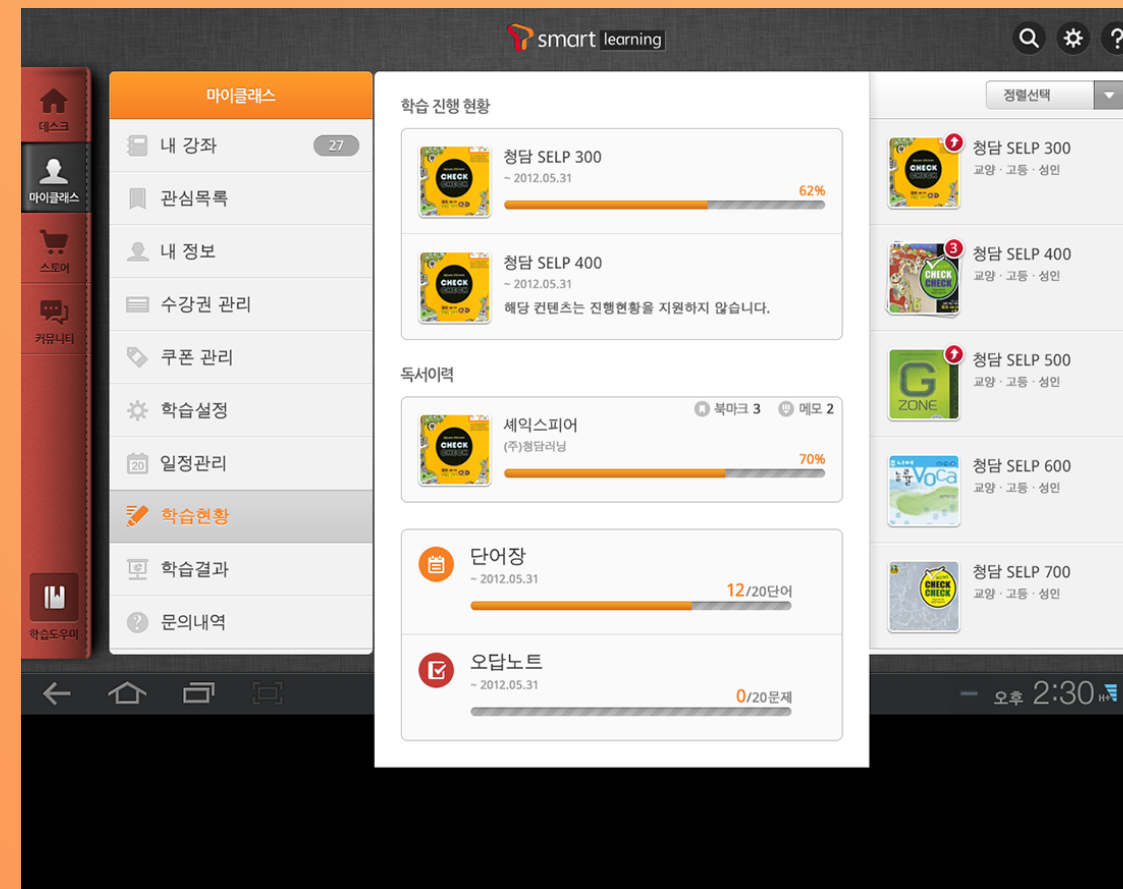 smart learning
데스크
마이클래스
스토어
커뮤니티
학습도우미
마이클래스
내 강좌 27
관심목록
내 정보
수강권 관리
쿠폰 관리
학습설정
일정관리
학습현황
학습결과
문의내역
학습 진행 현황
청담 SELP 300
~ 2012.05.31
62%
청담 SELP 400
~ 2012.05.31
해당 컨텐츠는 진행현황을 지원하지 않습니다.
독서이력
북마크 3 메모 2
셰익스피어
(주)청담러닝
70%
단어장
~ 2012.05.31
12/20단어
오답노트
~ 2012.05.31
0/20문제
정렬선택
청담 SELP 300
교양 · 고등 · 성인
3
청담 SELP 400
교양 · 고등 · 성인
청담 SELP 500
교양 · 고등 · 성인
청담 SELP 600
교양 · 고등 · 성인
청담 SELP 700
교양 · 고등 · 성인
CHECK
CHECK
G
ZONE
Voca
오후 2:30